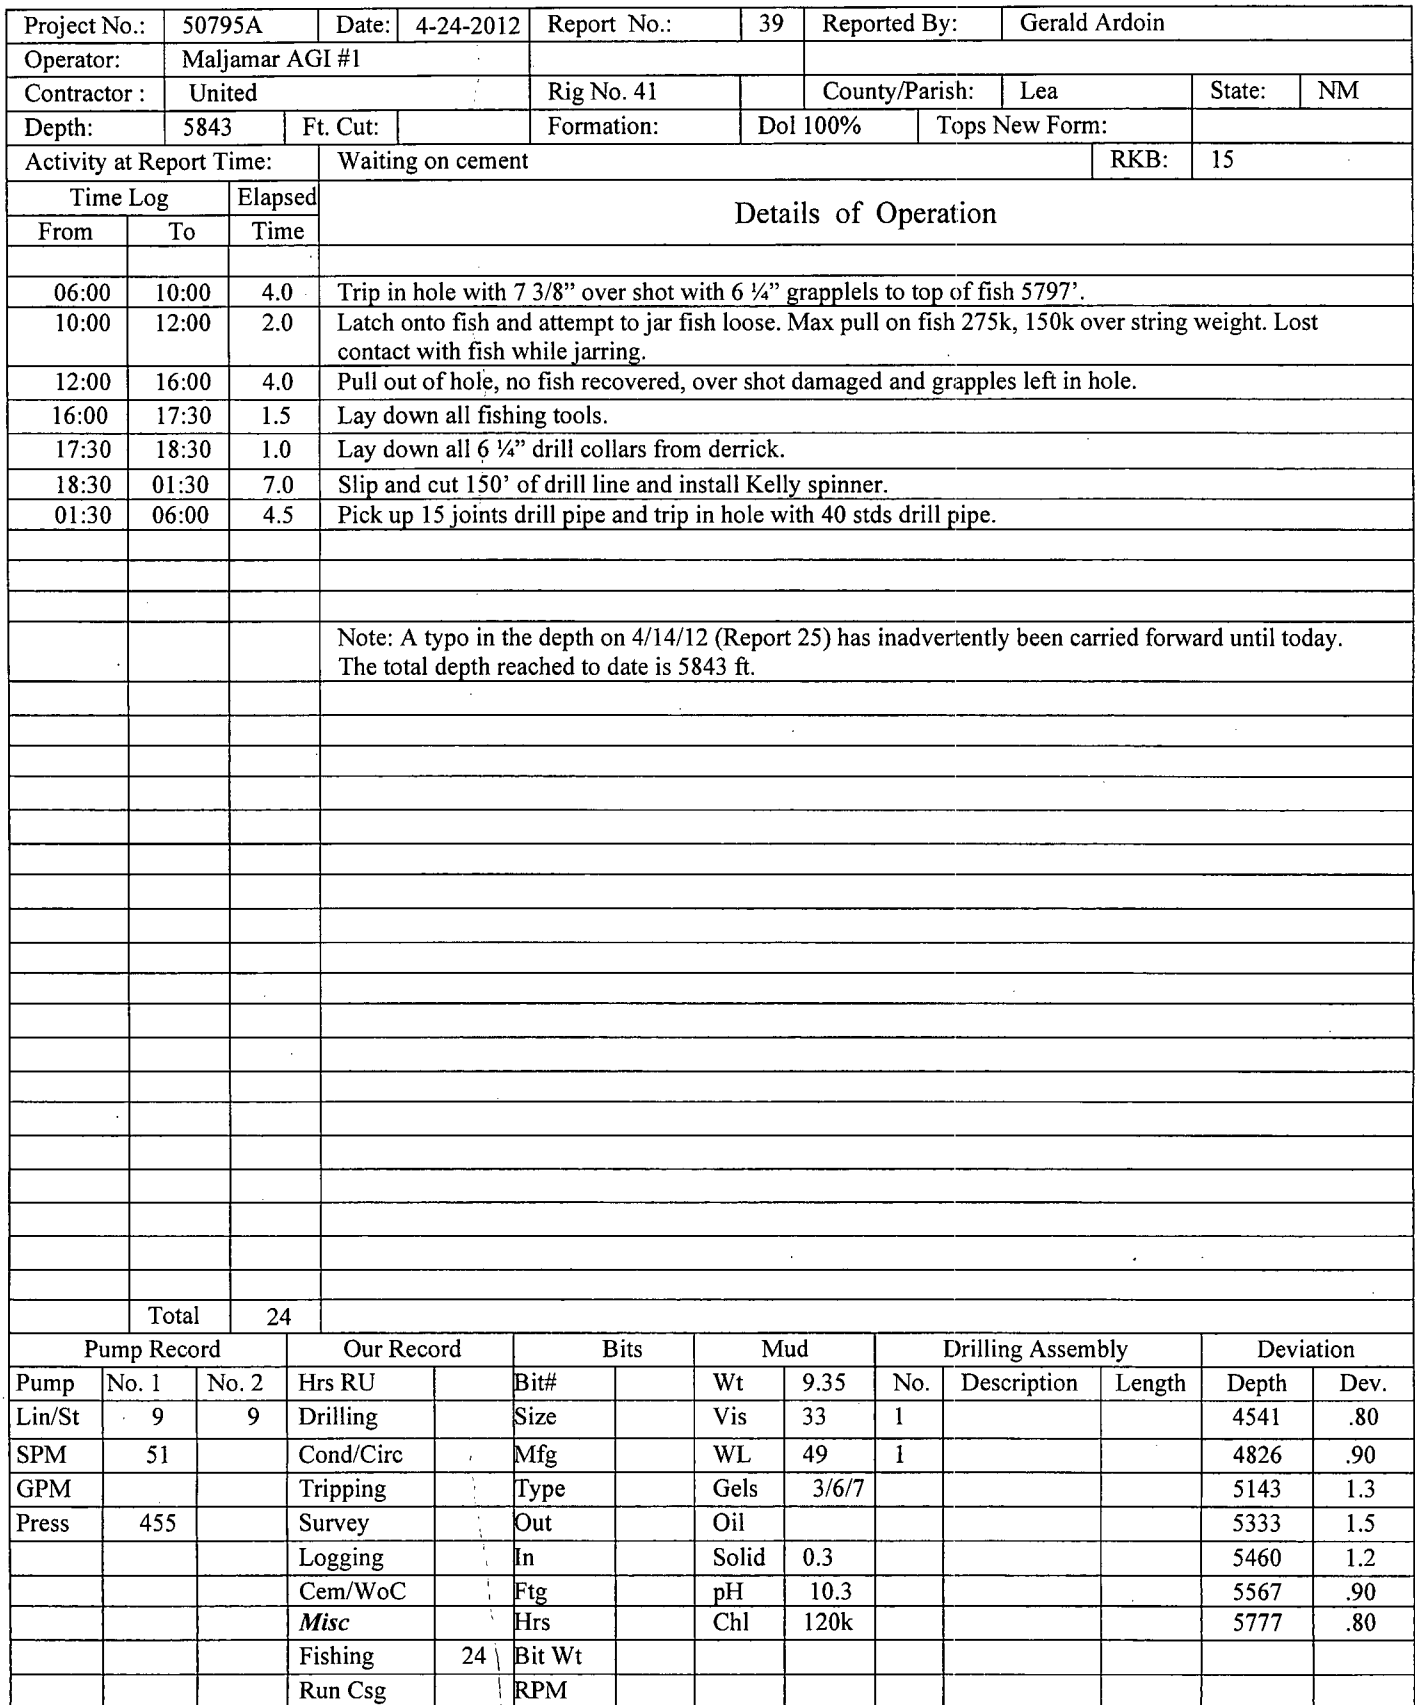 Project No.: 50795A Date: 4-24-2012 Report No.: 39 Reported By: Gerald Ardoin
Operator: Maljamar AGI #1
Contractor : United Rig No. 41 County/Parish: Lea State: NM
Depth: 5843 Ft. Cut: Formation: Dol 100% Tops New Form:
Activity at Report Time: Waiting on cement RKB: 15
Time Log Elapsed Details of Operation
From To Time
06:00 10:00 4.0 Trip in hole with 7 3/8” over shot with 6 ¼” grapplels to top of fish 5797’.
10:00 12:00 2.0 Latch onto fish and attempt to jar fish loose. Max pull on fish 275k, 150k over string weight. Lost
contact with fish while jarring.
12:00 16:00 4.0 Pull out of hole, no fish recovered, over shot damaged and grapples left in hole.
16:00 17:30 1.5 Lay down all fishing tools.
17:30 18:30 1.0 Lay down all 6 ¼” drill collars from derrick.
18:30 01:30 7.0 Slip and cut 150’ of drill line and install Kelly spinner.
01:30 06:00 4.5 Pick up 15 joints drill pipe and trip in hole with 40 stds drill pipe.
Note: A typo in the depth on 4/14/12 (Report 25) has inadvertently been carried forward until today.
The total depth reached to date is 5843 ft.
Total 24
Pump Record Our Record Bits Mud Drilling Assembly Deviation
Pump No. 1 No. 2 Hrs RU Bit# Wt 9.35 No. Description Length Depth Dev.
Lin/St 9 9 Drilling Size Vis 33 1 4541 .80
SPM 51 Cond/Circ Mfg WL 49 1 4826 .90
GPM Tripping Type Gels 3/6/7 5143 1.3
Press 455 Survey Out Oil 5333 1.5
Logging In Solid 0.3 5460 1.2
Cem/WoC Ftg pH 10.3 5567 .90
Misc Hrs Chl 120k 5777 .80
Fishing 24 Bit Wt
Run Csg RPM